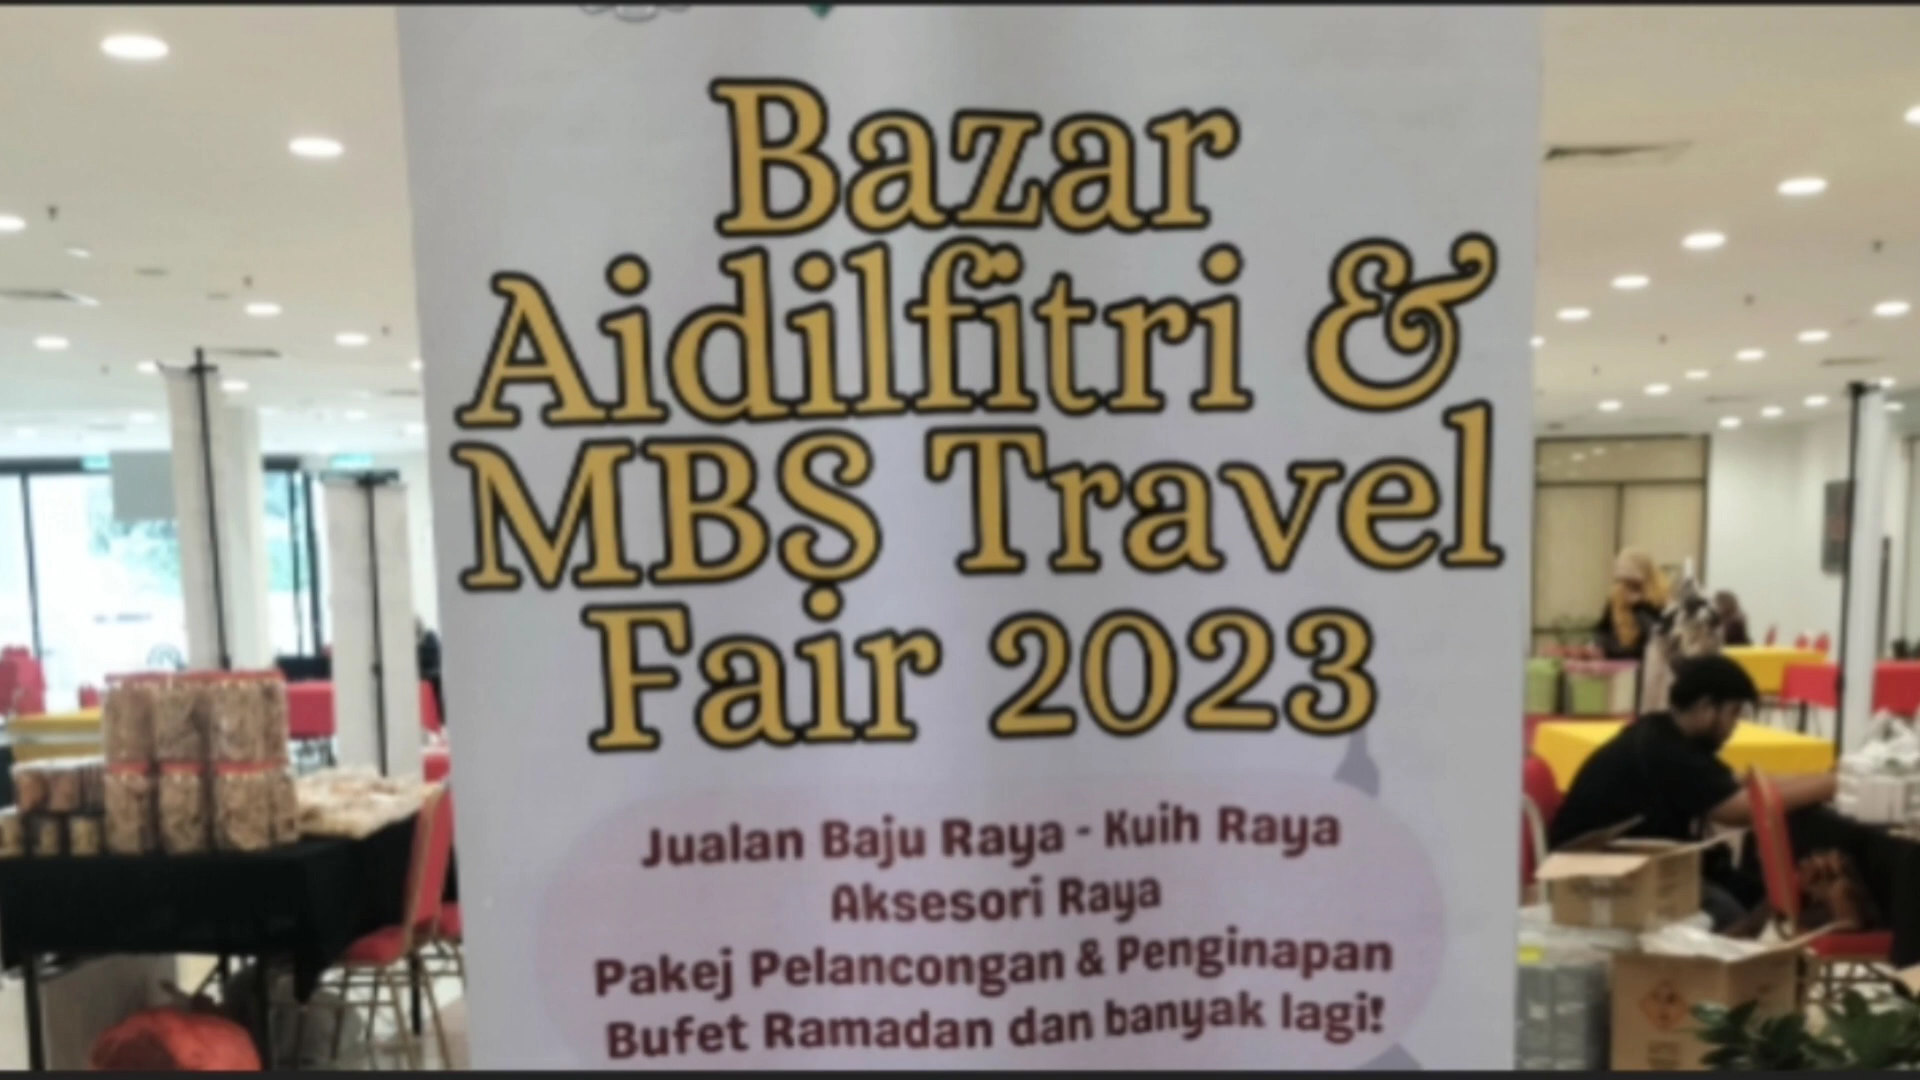 Bazar
Aidilfitri &
MBS Travel
Fair 2023
Jualan Baju Raya - Kuih Raya
Aksesori Raya
Pakej Pelancongan & Penginapan
Bufet Ramadan dan banyak lagi!